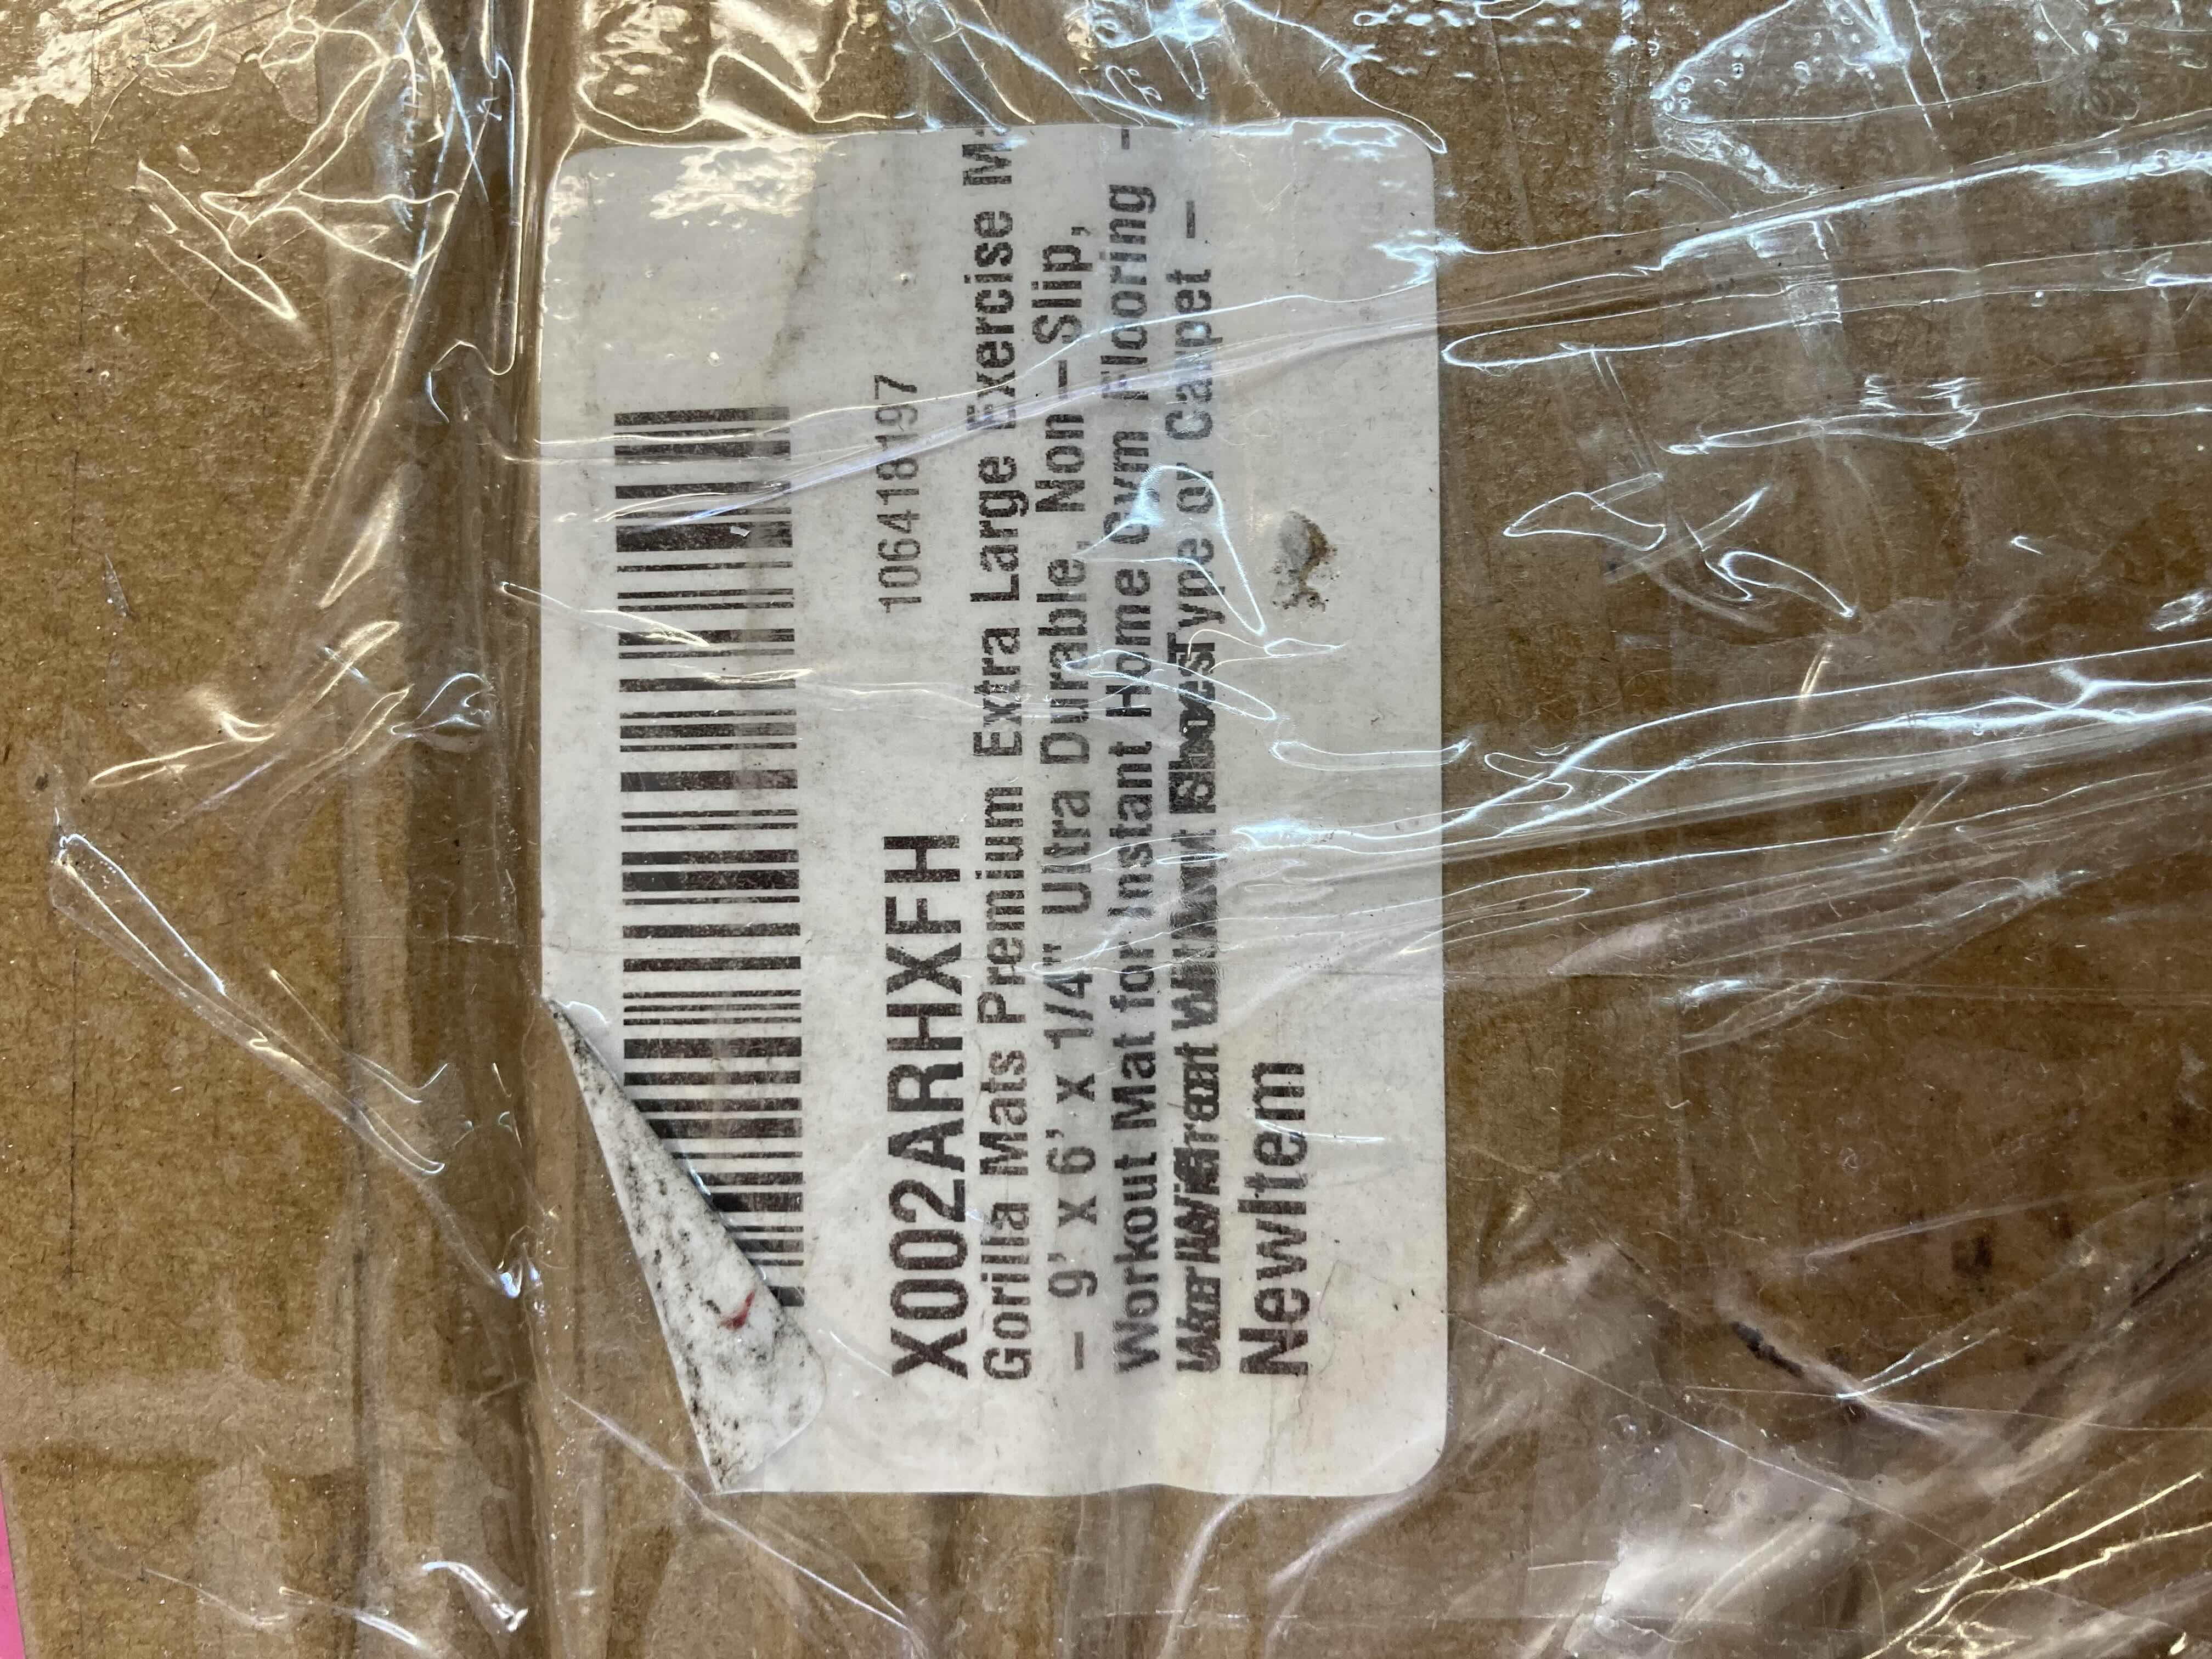 X002ARHXFH
106418197
Gorilla Mats Premium Extra Large Exercise M
– 9' x 6' x 1/4" Ultra Durable, Non–Slip,
Workout Mat for Instant Home Gym Flooring –
Type or Carpet –
NewItem